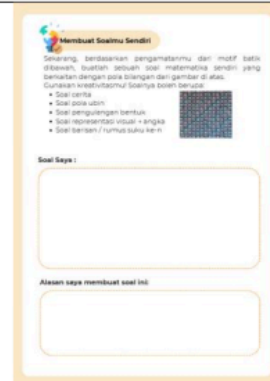 Membuat Soalmu Sendiri
Sekarang, berdasarkan pengamatanmu dari motif batik
dibawah, buatlah sebuah soal matematika sendiri yang
berkaitan dengan pola bilangan dari gambar di atas.
Gunakan kreativitasmu! Soalnya boleh berupa:
• Soal cerita
• Soal pola ubin
• Soal pengulangan bentuk
• Soal representasi visual + angka
• Soal barisan / rumus suku ke-n
Soal Saya :
Alasan saya membuat soal ini: